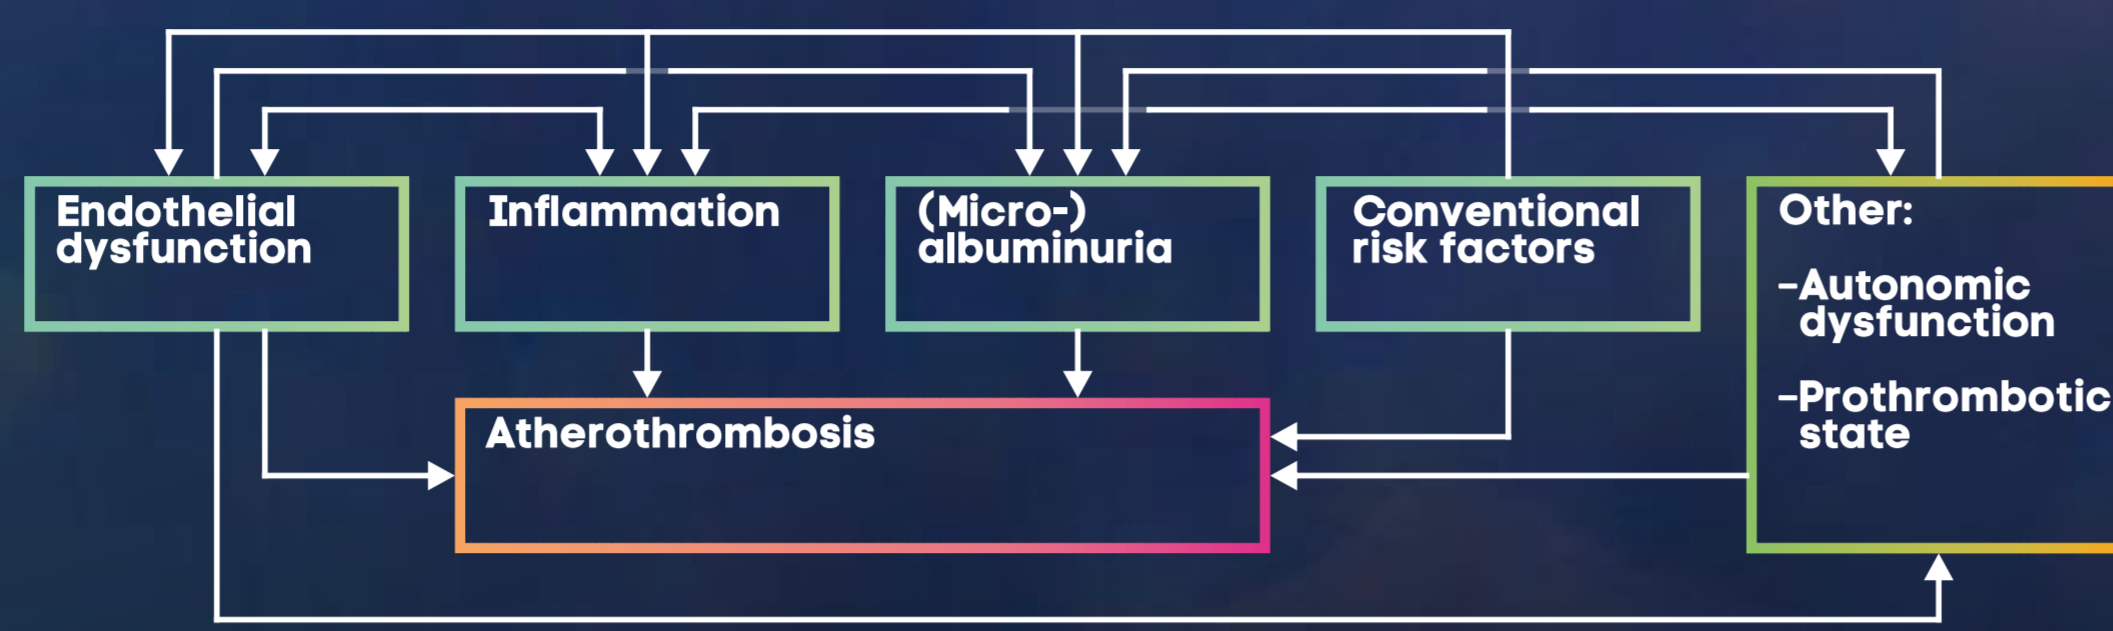 Endothelial
dysfunction
Inflammation
(Micro-)
albuminuria
Conventional
risk factors
Other:
–Autonomic
dysfunction
–Prothrombotic
state
Atherothrombosis